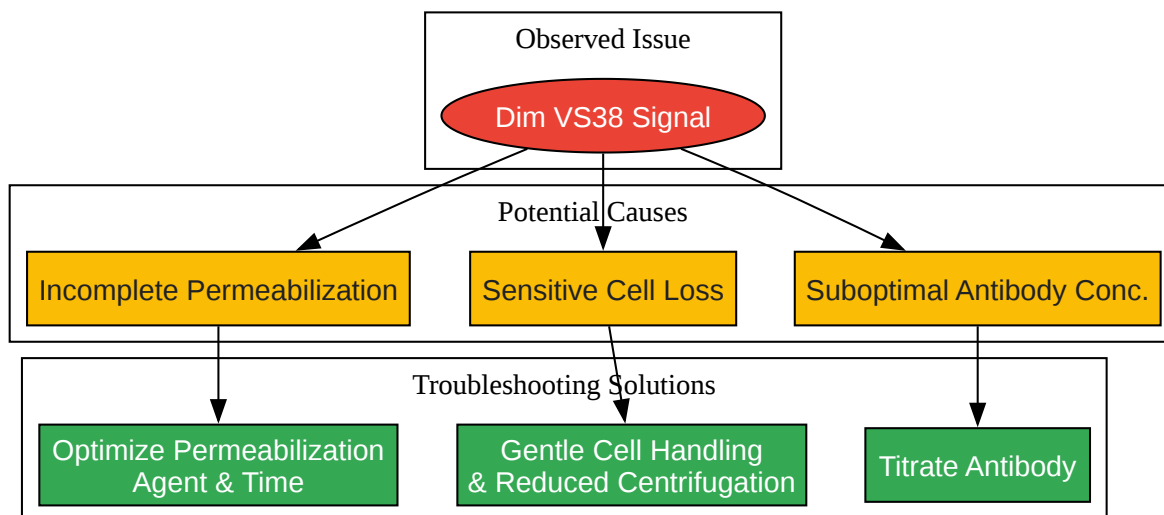 Observed Issue
Dim VS38 Signal
Potential Causes
Incomplete Permeabilization
Sensitive Cell Loss
Suboptimal Antibody Conc.
Troubleshooting Solutions
Optimize Permeabilization
Agent & Time
Gentle Cell Handling
& Reduced Centrifugation
Titrate Antibody